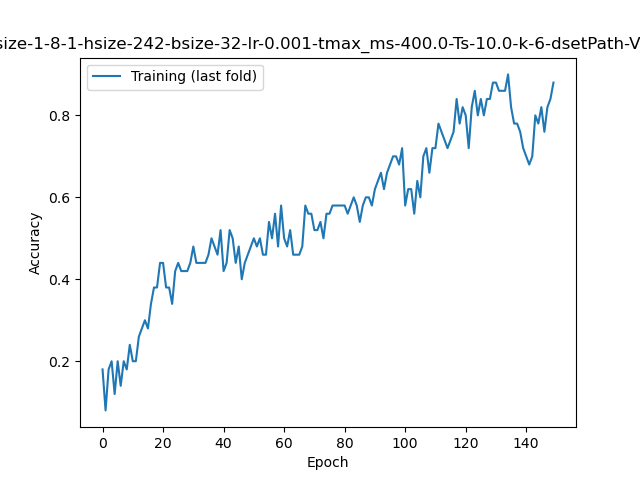 size-1-8-1-hsize-242-bsize-32-lr-0.001-tmax_ms-400.0-Ts-10.0-k-6-dsetPath-V
Training (last fold)
Accuracy
0.8
0.6
0.4
0.2
0 20 40 60 80 100 120 140
Epoch